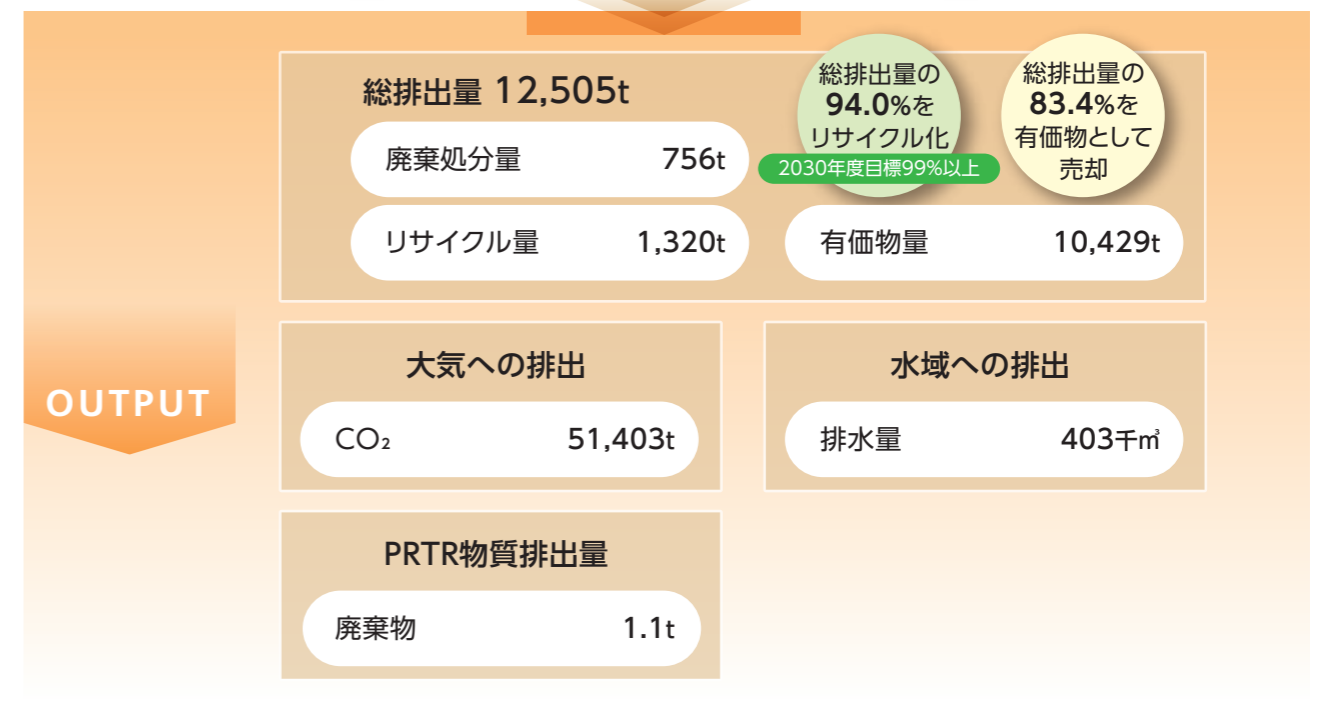 総排出量 12,505t
総排出量の
94.0%を
リサイクル化
2030年度目標99%以上
総排出量の
83.4%を
有価物として
売却
廃棄処分量 756t
リサイクル量 1,320t
有価物量 10,429t
OUTPUT
大気への排出
CO₂ 51,403t
水域への排出
排水量 403千㎥
PRTR物質排出量
廃棄物 1.1t